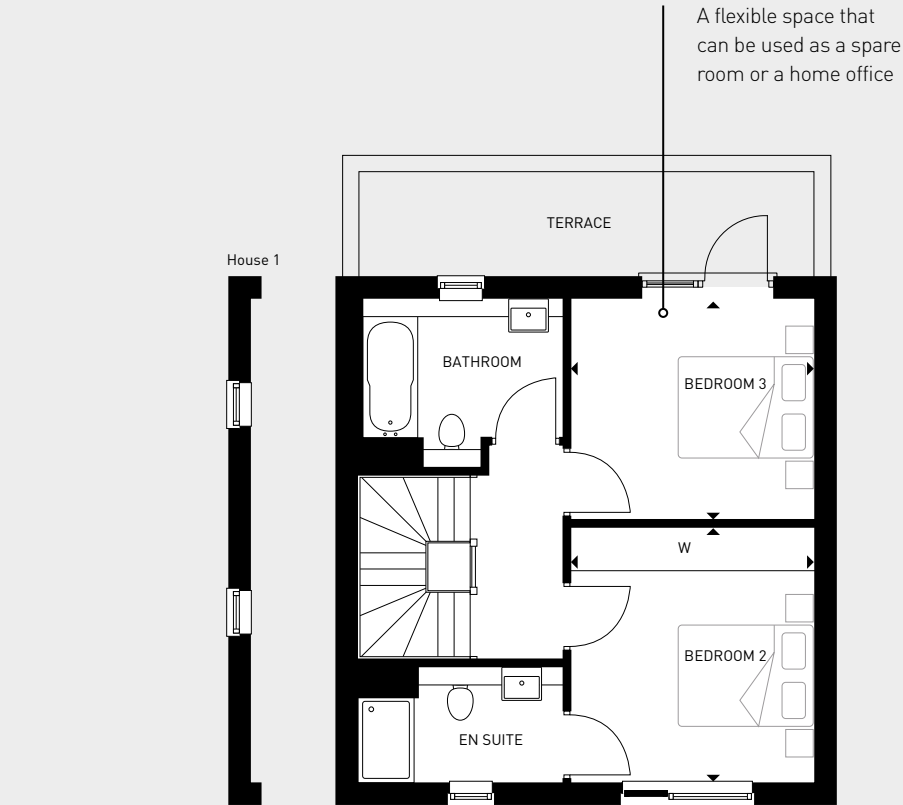 A flexible space that
can be used as a spare
room or a home office
TERRACE
House 1
BATHROOM
BEDROOM 3
W
BEDROOM 2
EN SUITE